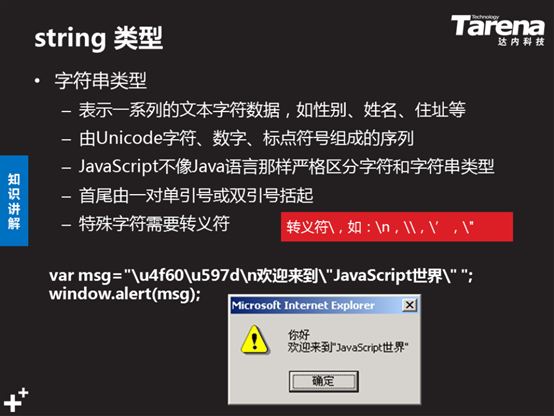 string 类型
Technology
Tarena
达内科技
• 字符串类型
– 表示一系列的文本字符数据，如性别、姓名、住址等
– 由Unicode字符、数字、标点符号组成的序列
– JavaScript不像Java语言那样严格区分字符和字符串类型
– 首尾由一对单引号或双引号括起
– 特殊字符需要转义符
转义符\，如：\n，\\，\’，\"
知识讲解
var msg="\u4f60\u597d\n欢迎来到\"JavaScript世界\" ";
window.alert(msg);
Microsoft Internet Explorer
你好
欢迎来到"JavaScript世界"
确定